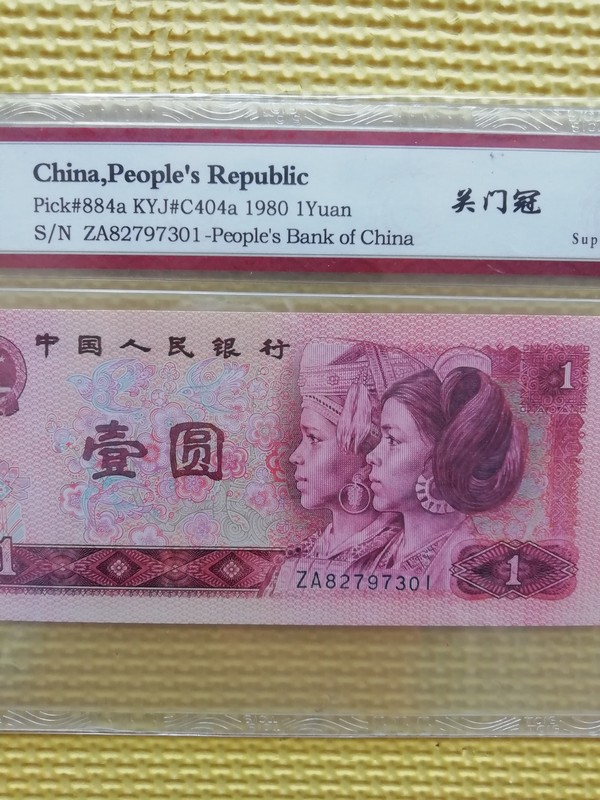 China,People's Republic
Pick#884a KYJ#C404a 1980 1Yuan
关门冠
S/N ZA82797301-People's Bank of China
Sup
中国人民银行
1
壹圆
1
ZA82797301
1